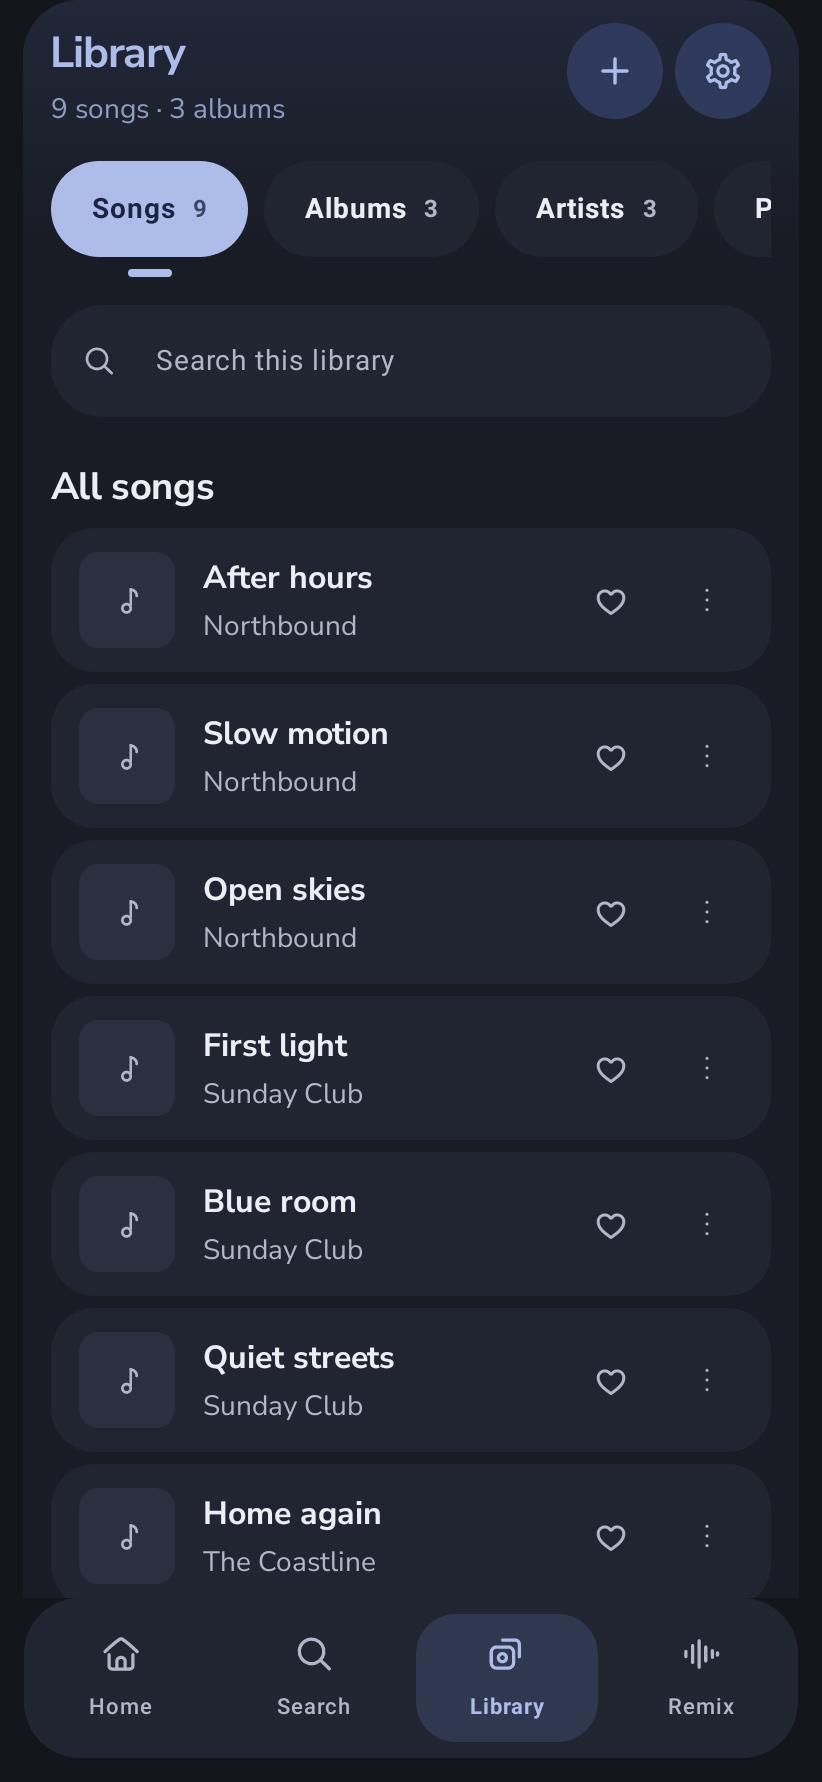 Library
9 songs · 3 albums
Songs 9
Albums 3
Artists 3
P
Search this library
All songs
After hours
Northbound
Slow motion
Northbound
Open skies
Northbound
First light
Sunday Club
Blue room
Sunday Club
Quiet streets
Sunday Club
Home again
The Coastline
Home
Search
Library
Remix